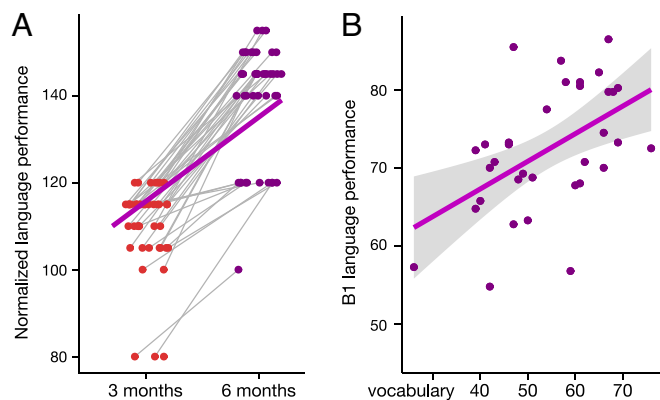 A
Normalized language performance
140
120
100
80
3 months 6 months
B
B1 language performance
80
70
60
50
vocabulary 40 50 60 70